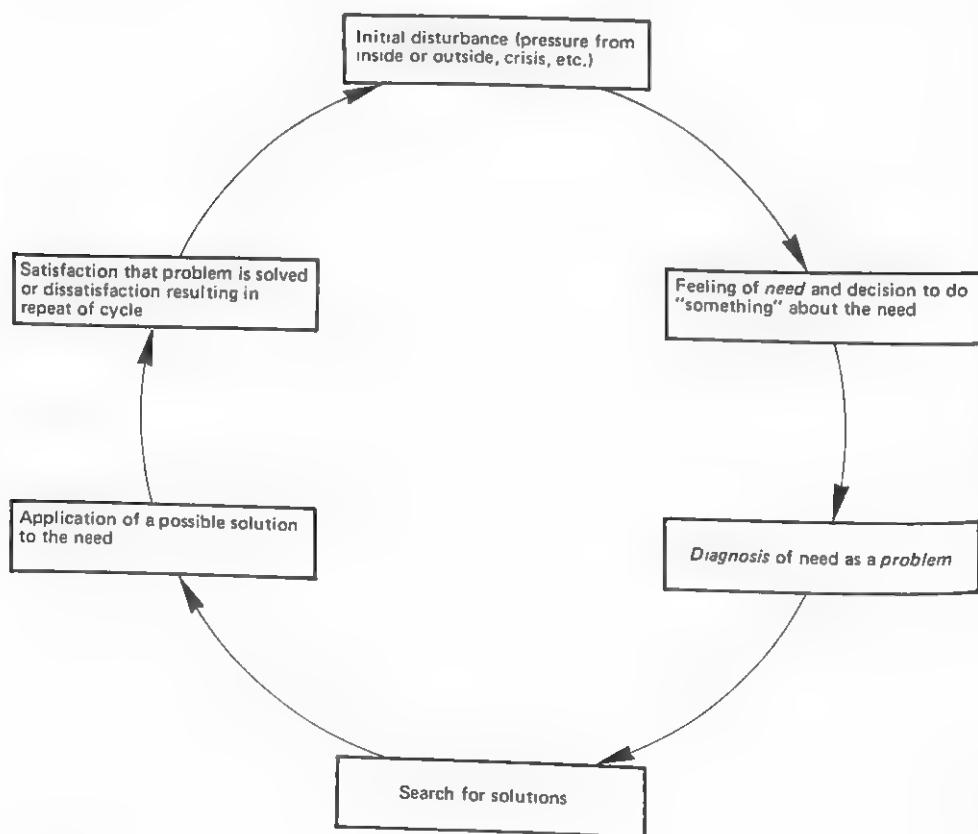 Initial disturbance (pressure from
inside or outside, crisis, etc.)
Feeling of need and decision to do
"something" about the need
Diagnosis of need as a problem
Search for solutions
Application of a possible solution
to the need
Satisfaction that problem is solved
or dissatisfaction resulting in
repeat of cycle